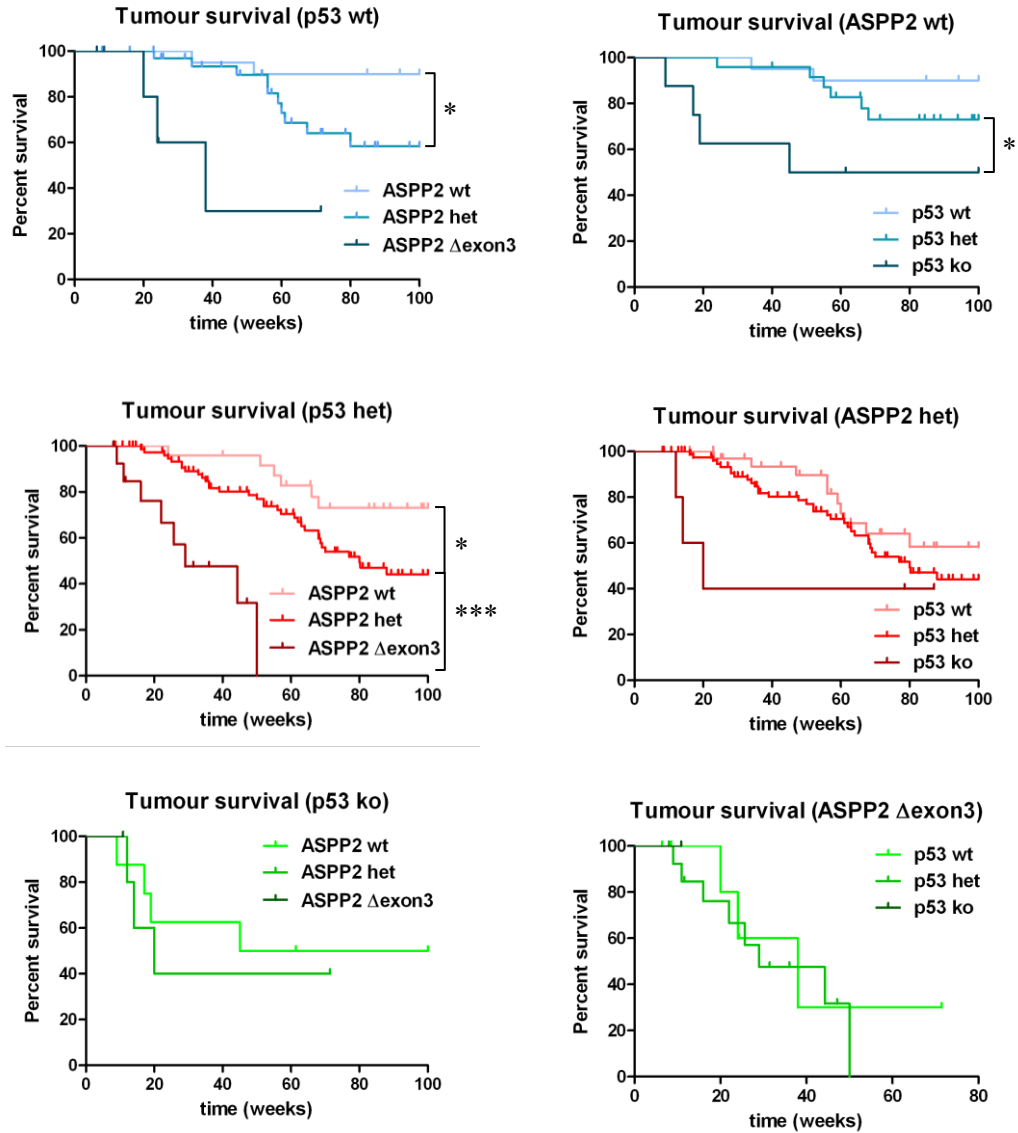 Tumour survival (p53 wt)
Percent survival
100
80
60
40
20
0
0 20 40 60 80 100
time (weeks)
ASPP2 wt
ASPP2 het
ASPP2 Δexon3
*
Tumour survival (ASPP2 wt)
Percent survival
100
80
60
40
20
0
0 20 40 60 80 100
time (weeks)
p53 wt
p53 het
p53 ko
*
Tumour survival (p53 het)
Percent survival
100
80
60
40
20
0
0 20 40 60 80 100
time (weeks)
ASPP2 wt
ASPP2 het
ASPP2 Δexon3
*
***
Tumour survival (ASPP2 het)
Percent survival
100
80
60
40
20
0
0 20 40 60 80 100
time (weeks)
p53 wt
p53 het
p53 ko
Tumour survival (p53 ko)
Percent survival
100
80
60
40
20
0
0 20 40 60 80 100
time (weeks)
ASPP2 wt
ASPP2 het
ASPP2 Δexon3
Tumour survival (ASPP2 Δexon3)
Percent survival
100
80
60
40
20
0
0 20 40 60 80
time (weeks)
p53 wt
p53 het
p53 ko